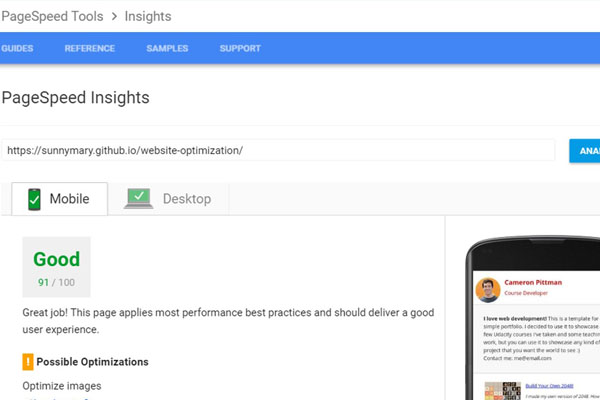 PageSpeed Tools > Insights
GUIDES REFERENCE SAMPLES SUPPORT
PageSpeed Insights
https://sunnymary.github.io/website-optimization/
ANA
Mobile Desktop
Good
91 / 100
Great job! This page applies most performance best practices and should deliver a good
user experience.
! Possible Optimizations
Optimize images
Cameron Pittman
Course Developer
I love web development! This is a template for
simple portfolio. I decided to use it to showcase
few Udacity courses I've taken and some teaching
work, but you can use it to showcase any kind of
project that you want the world to see :)
Contact me: me@email.com
Build Your Own 2048!
I made my own version of 2048. How